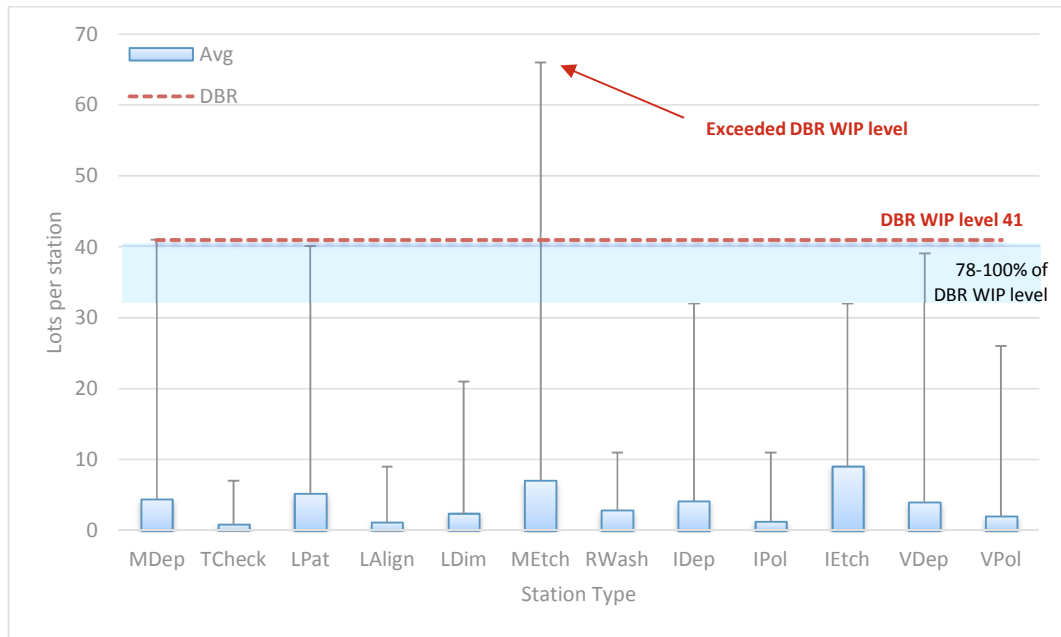 70
60
50
40
30
20
10
0
Lots per station
Avg
DBR
Exceeded DBR WIP level
DBR WIP level 41
78-100% of
DBR WIP level
MDep TCheck LPat LAlign LDim MEtch RWash IDep IPol IEtch VDep VPol
Station Type